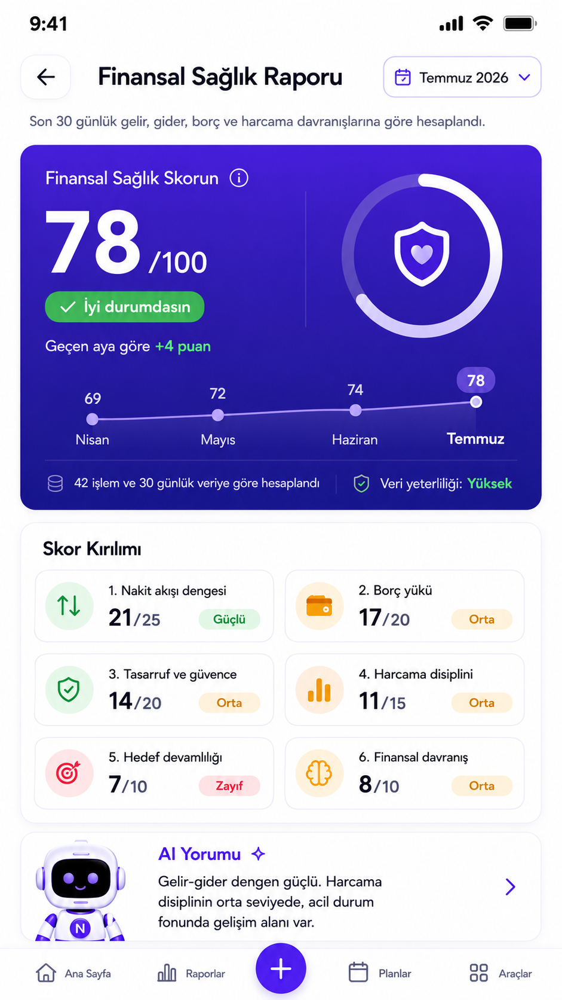 9:41
Finansal Sağlık Raporu
Temmuz 2026
Son 30 günlük gelir, gider, borç ve harcama davranışlarına göre hesaplandı.
Finansal Sağlık Skorun
78 /100
İyi durumdasın
Geçen aya göre +4 puan
69
72
74
78
Nisan
Mayıs
Haziran
Temmuz
42 işlem ve 30 günlük veriye göre hesaplandı
Veri yeterliliği: Yüksek
Skor Kırılımı
1. Nakit akışı dengesi
21/25
Güçlü
2. Borç yükü
17/20
Orta
3. Tasarruf ve güvence
14/20
Orta
4. Harcama disiplini
11/15
Orta
5. Hedef devamlılığı
7/10
Zayıf
6. Finansal davranış
8/10
Orta
N
AI Yorumu
Gelir-gider dengen güçlü. Harcama
disiplinin orta seviyede, acil durum
fonunda gelişim alanı var.
Ana Sayfa
Raporlar
Planlar
Araçlar